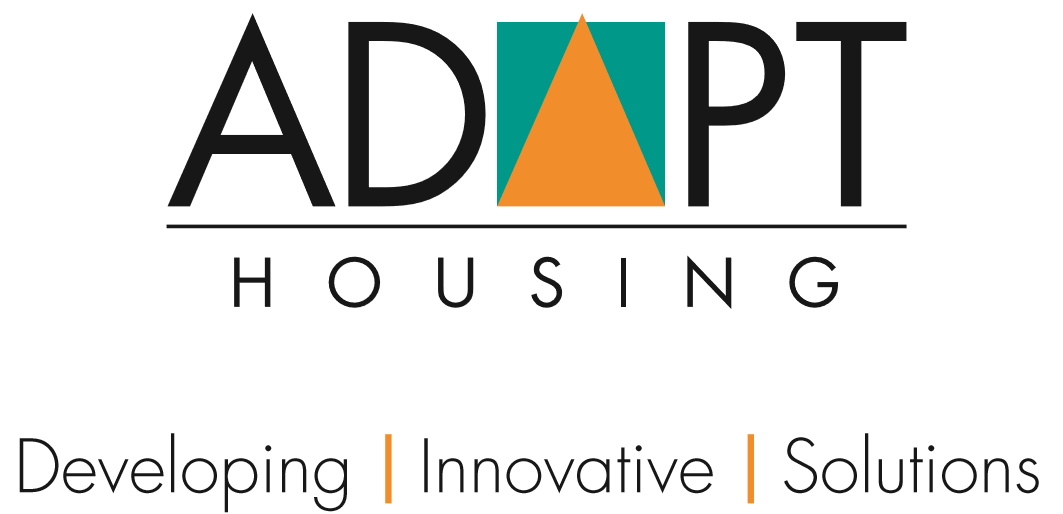 ADAPT
HOUSING
Developing | Innovative | Solutions